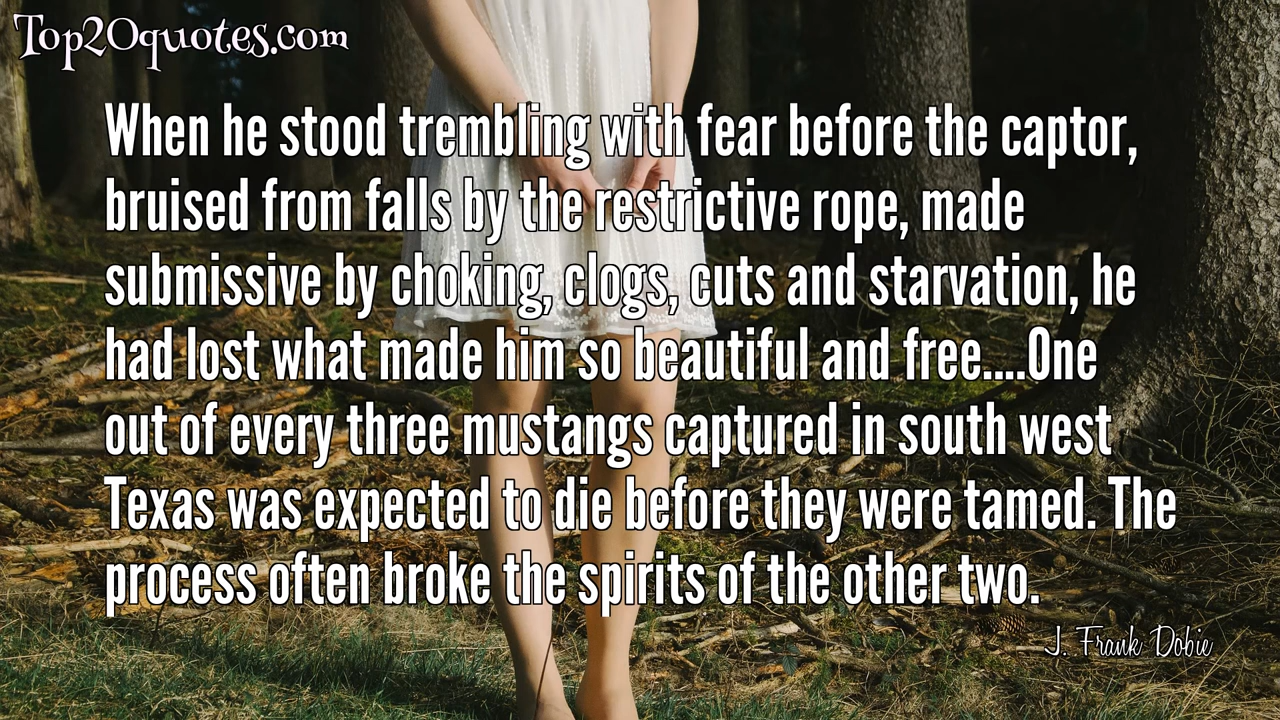 Top20quotes.com
When he stood trembling with fear before the captor,
bruised from falls by the restrictive rope, made
submissive by choking, clogs, cuts and starvation, he
had lost what made him so beautiful and free....One
out of every three mustangs captured in south west
Texas was expected to die before they were tamed. The
process often broke the spirits of the other two.
J. Frank Dobie